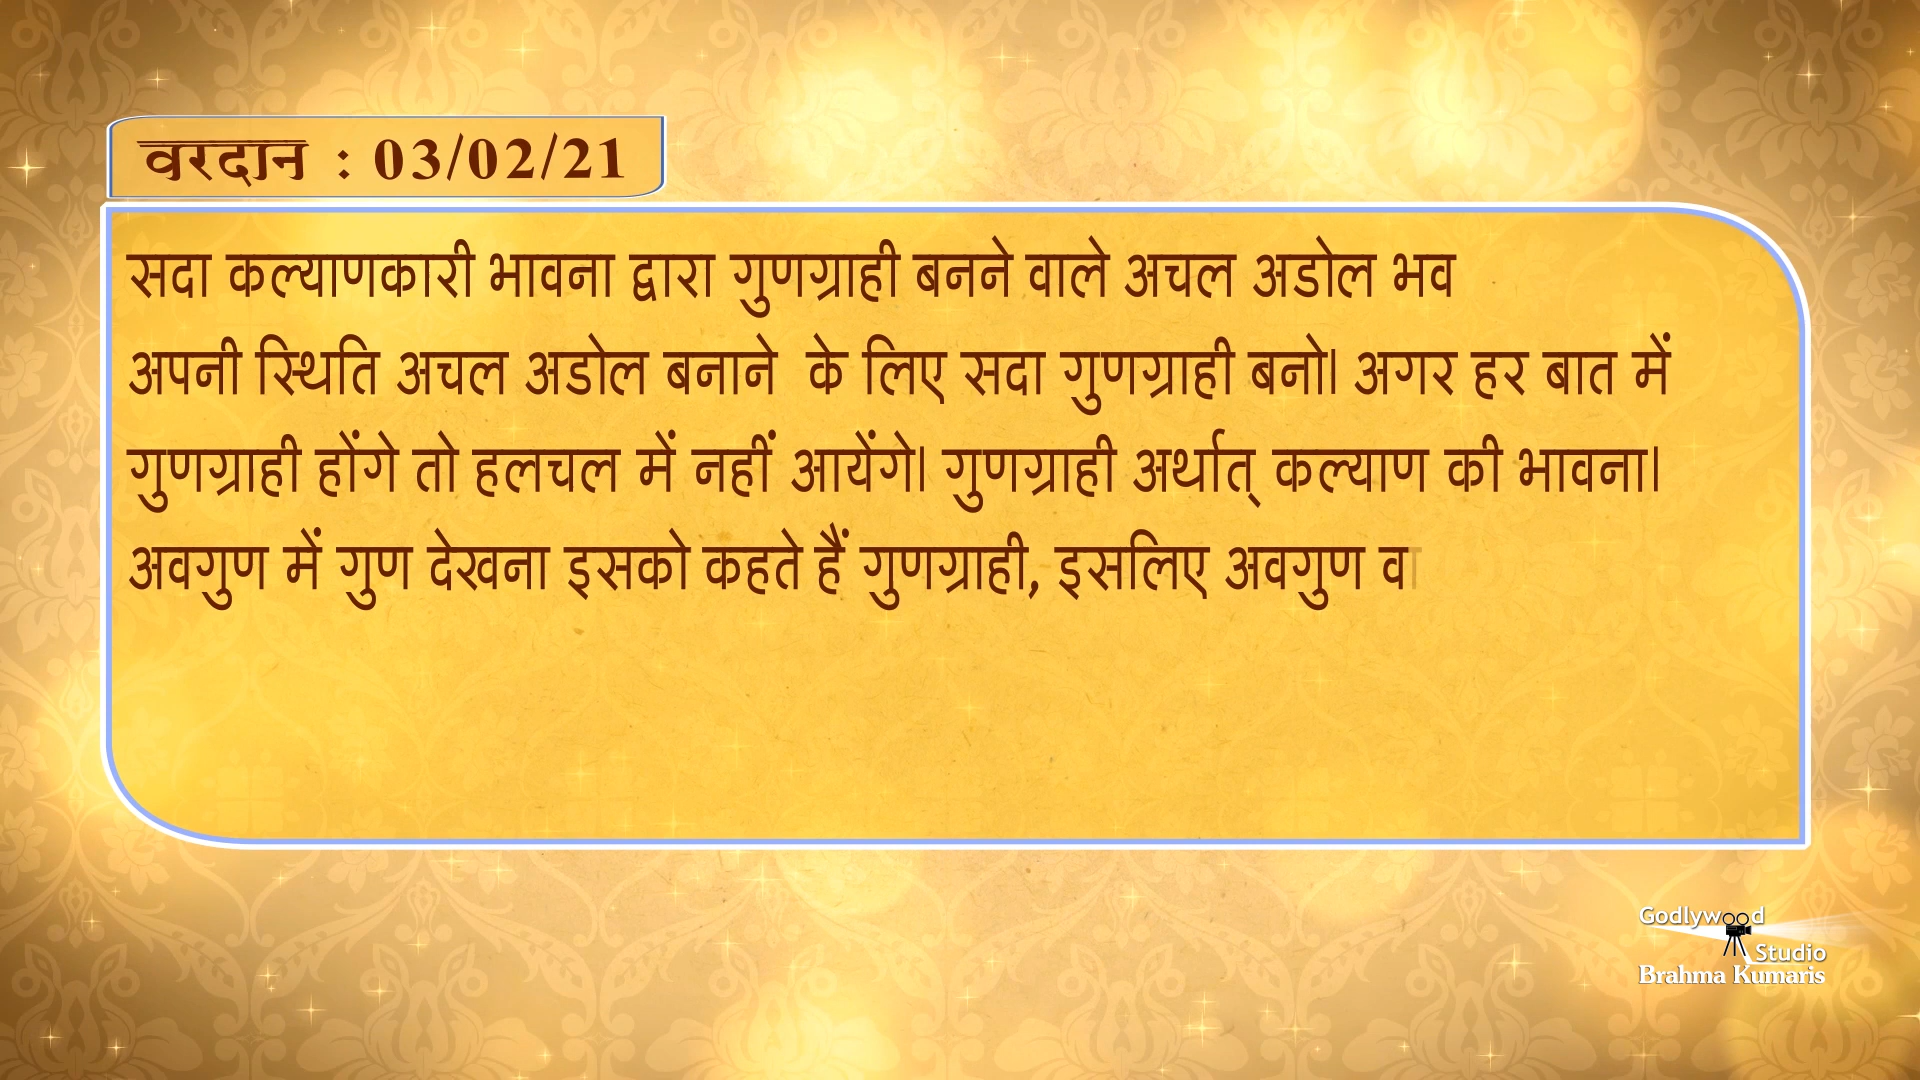 वरदान : 03/02/21
सदा कल्याणकारी भावना द्वारा गुणग्राही बनने वाले अचल अडोल भव
अपनी स्थिति अचल अडोल बनाने के लिए सदा गुणग्राही बनो। अगर हर बात में
गुणग्राही होंगे तो हलचल में नहीं आयेंगे। गुणग्राही अर्थात् कल्याण की भावना।
अवगुण में गुण देखना इसको कहते हैं गुणग्राही, इसलिए अवगुण वा
Godlywood
Studio
Brahma Kumaris